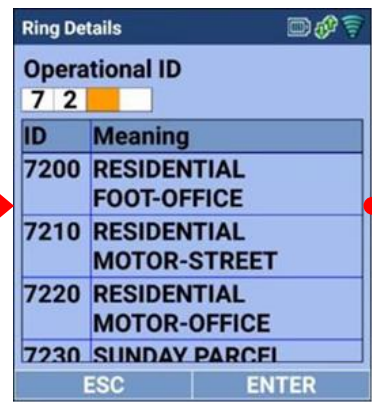 Ring Details
Operational ID
7 2
ID Meaning
7200 RESIDENTIAL
FOOT-OFFICE
7210 RESIDENTIAL
MOTOR-STREET
7220 RESIDENTIAL
MOTOR-OFFICE
7230 SUNDAY PARCEL
ESC ENTER